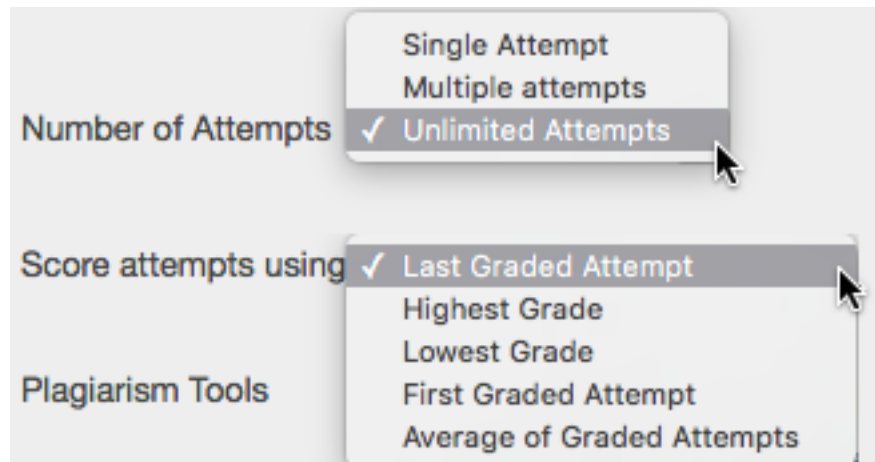 Single Attempt
Multiple attempts
Number of Attempts ✓ Unlimited Attempts
Score attempts using ✓ Last Graded Attempt
Highest Grade
Lowest Grade
Plagiarism Tools First Graded Attempt
Average of Graded Attempts